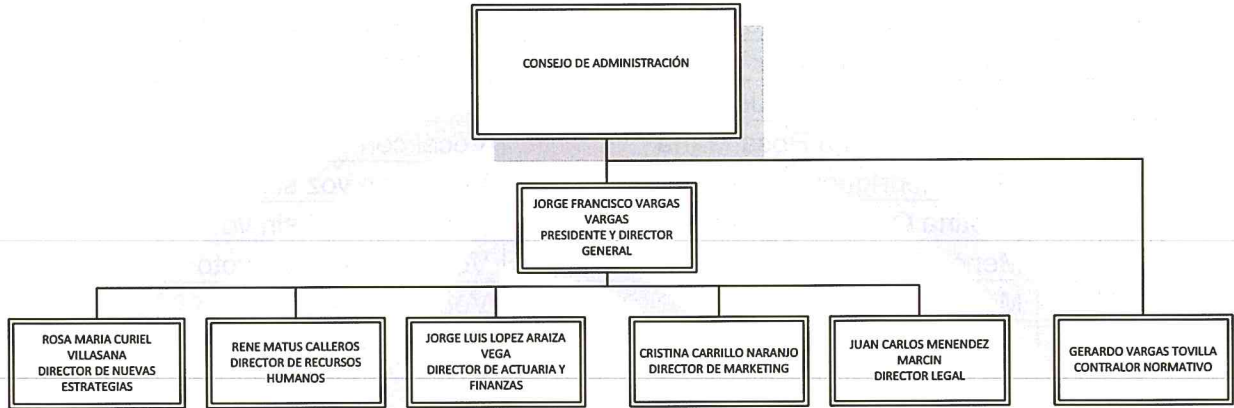 CONSEJO DE ADMINISTRACIÓN
JORGE FRANCISCO VARGAS
VARGAS
PRESIDENTE Y DIRECTOR
GENERAL
ROSA MARIA CURIEL
VILLASANA
DIRECTOR DE NUEVAS
ESTRATEGIAS
RENE MATUS CALLEROS
DIRECTOR DE RECURSOS
HUMANOS
JORGE LUIS LOPEZ ARAIZA
VEGA
DIRECTOR DE ACTUARIA Y
FINANZAS
CRISTINA CARRILLO NARANJO
DIRECTOR DE MARKETING
JUAN CARLOS MENENDEZ
MARCIN
DIRECTOR LEGAL
GERARDO VARGAS TOVILLA
CONTRALOR NORMATIVO